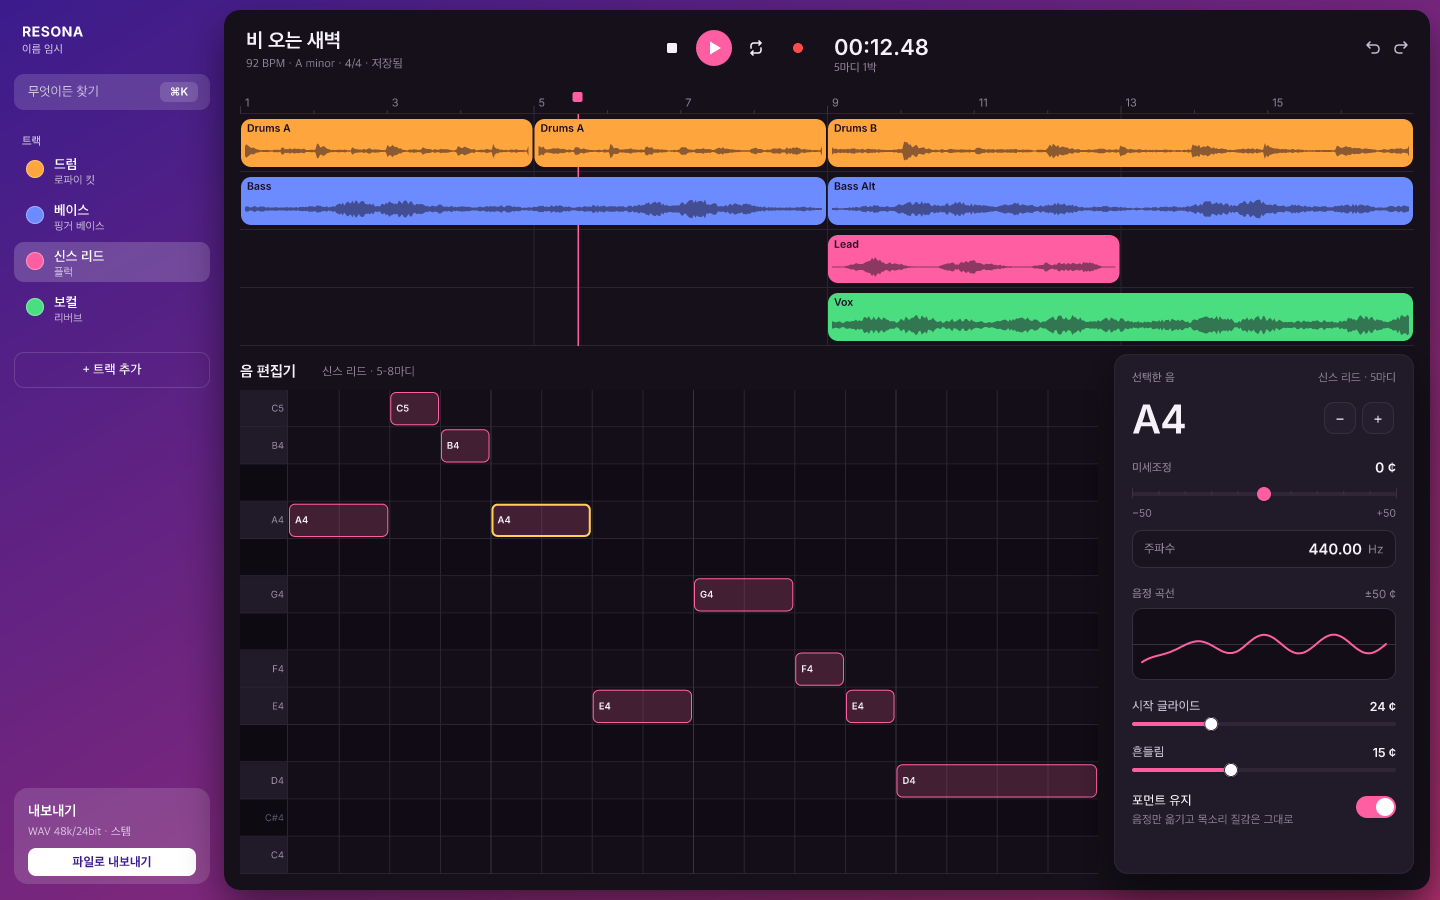 RESONA
이름 임시
무엇이든 찾기 ⌘K
트랙
드럼
로파이 킷
베이스
핑거 베이스
신스 리드
플럭
보컬
리버브
+ 트랙 추가
내보내기
WAV 48k/24bit · 스템
파일로 내보내기
비 오는 새벽
92 BPM · A minor · 4/4 · 저장됨
00:12.48
5마디 1박
1 3 5 7 9 11 13 15
Drums A Drums A Drums B
Bass Bass Alt
Lead
Vox
음 편집기 신스 리드 · 5-8마디
C5 C5
B4 B4
A4 A4 A4
G4 G4
F4 F4
E4 E4 E4
D4 D4
C#4
C4
선택한 음 신스 리드 · 5마디
A4 − +
미세조정 0 ¢
−50 +50
주파수 440.00 Hz
음정 곡선 ±50 ¢
시작 글라이드 24 ¢
흔들림 15 ¢
포먼트 유지
음정만 옮기고 목소리 질감은 그대로